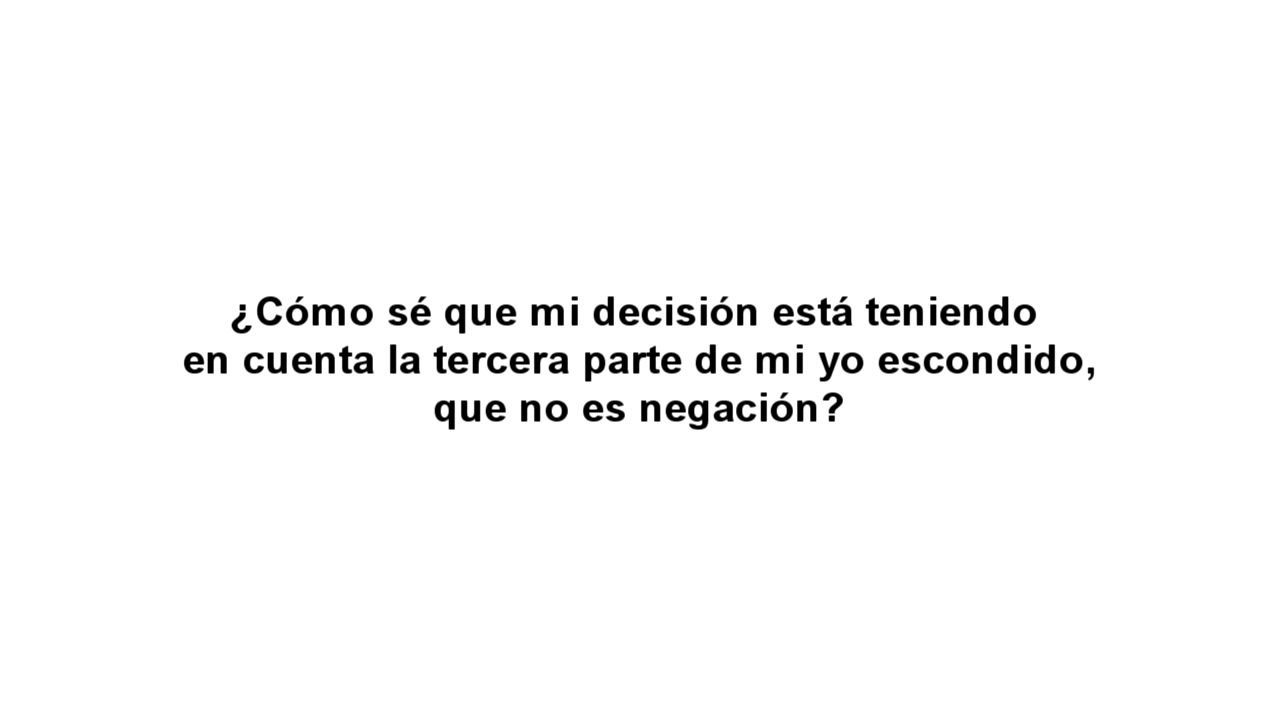 ¿Cómo sé que mi decisión está teniendo
en cuenta la tercera parte de mi yo escondido,
que no es negación?